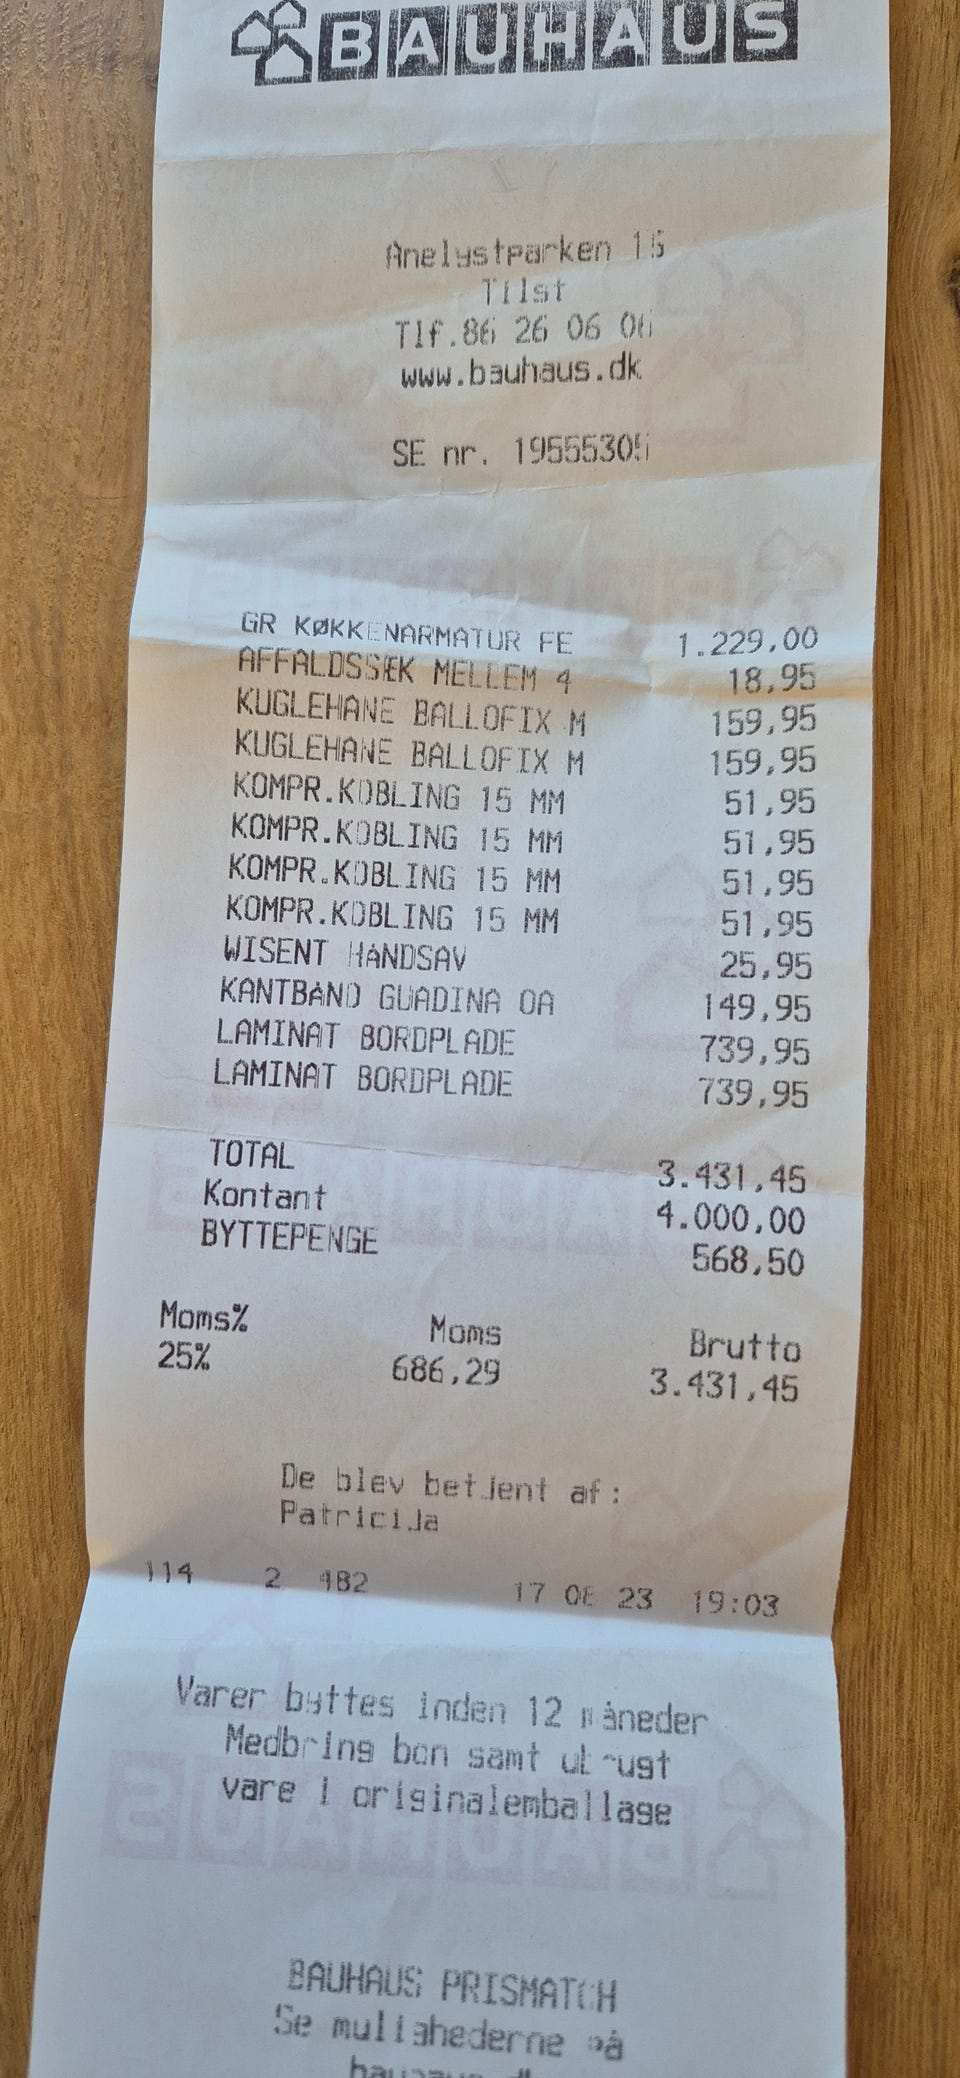 BAUHAUS
Anelystparken 16
Tilst
Tlf.86 26 06 06
www.bauhaus.dk
SE nr. 19555305
GR KØKKENARMATUR FE 1.229,00
AFFALDSSÆK MELLEM 4 18,95
KUGLEHANE BALLOFIX M 159,95
KUGLEHANE BALLOFIX M 159,95
KOMPR.KOBLING 15 MM 51,95
KOMPR.KOBLING 15 MM 51,95
KOMPR.KOBLING 15 MM 51,95
KOMPR.KOBLING 15 MM 51,95
WISENT HANDSAV 25,95
KANTBAND GUADINA OA 149,95
LAMINAT BORDPLADE 739,95
LAMINAT BORDPLADE 739,95
TOTAL 3.431,45
Kontant 4.000,00
BYTTEPENGE 568,50
Moms% Moms Brutto
25% 686,29 3.431,45
De blev betjent af:
Patricija
114 2 482 17 23 19:03
Varer byttes inden 12 måneder
Medbring bon samt ubrugt
vare i originalemballage
BAUHAUS PRISMATCH
Se mulighederne på